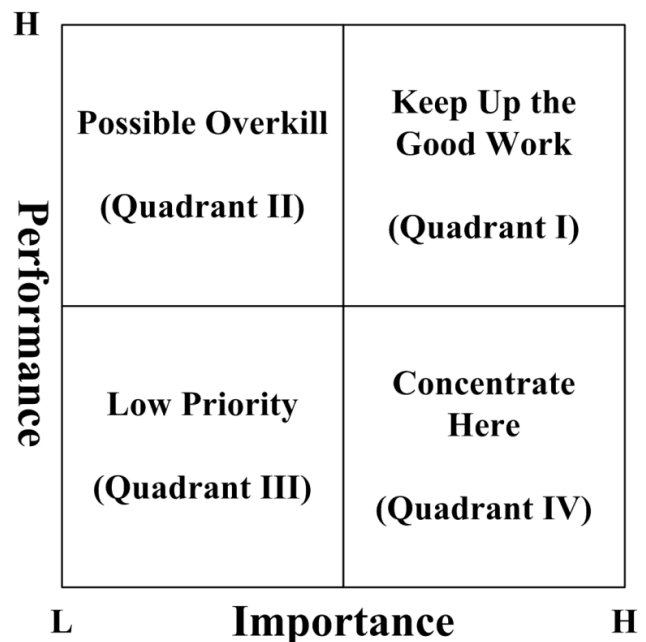 H
Possible Overkill
(Quadrant II)
Keep Up the
Good Work
(Quadrant I)
Performance
Low Priority
(Quadrant III)
Concentrate
Here
(Quadrant IV)
L
Importance
H